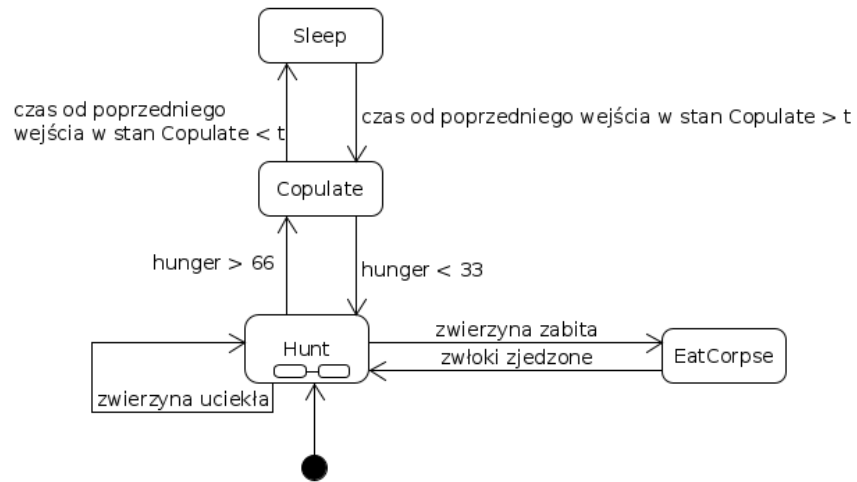 Sleep
czas od poprzedniego
wejścia w stan Copulate < t
czas od poprzedniego wejścia w stan Copulate > t
Copulate
hunger > 66
hunger < 33
Hunt
zwierzyna zabita
zwłoki zjedzone
EatCorpse
zwierzyna uciekła